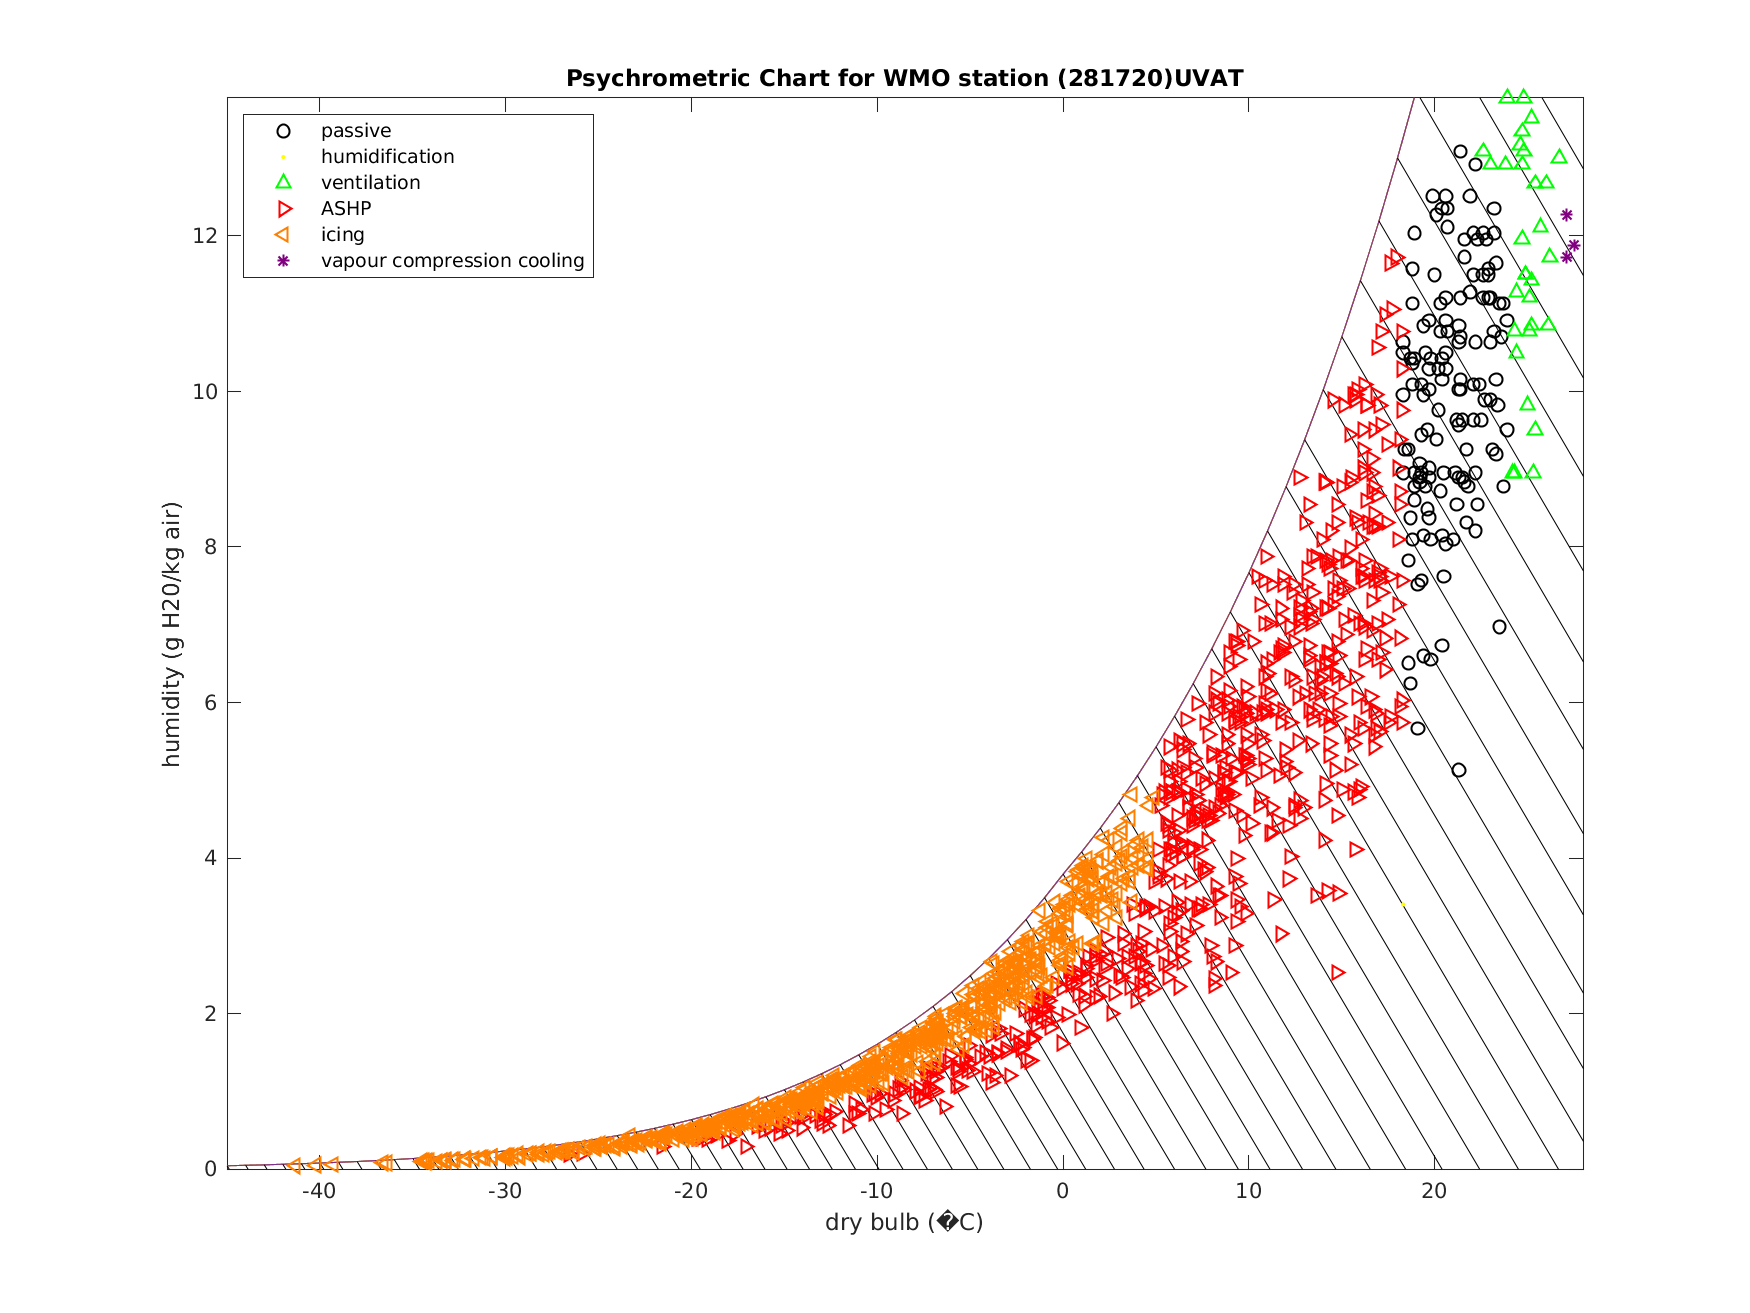 Psychrometric Chart for WMO station (281720)UVAT
passive
humidification
ventilation
ASHP
icing
vapour compression cooling
humidity (g H20/kg air)
12
10
8
6
4
2
0
-40 -30 -20 -10 0 10 20
dry bulb (�C)